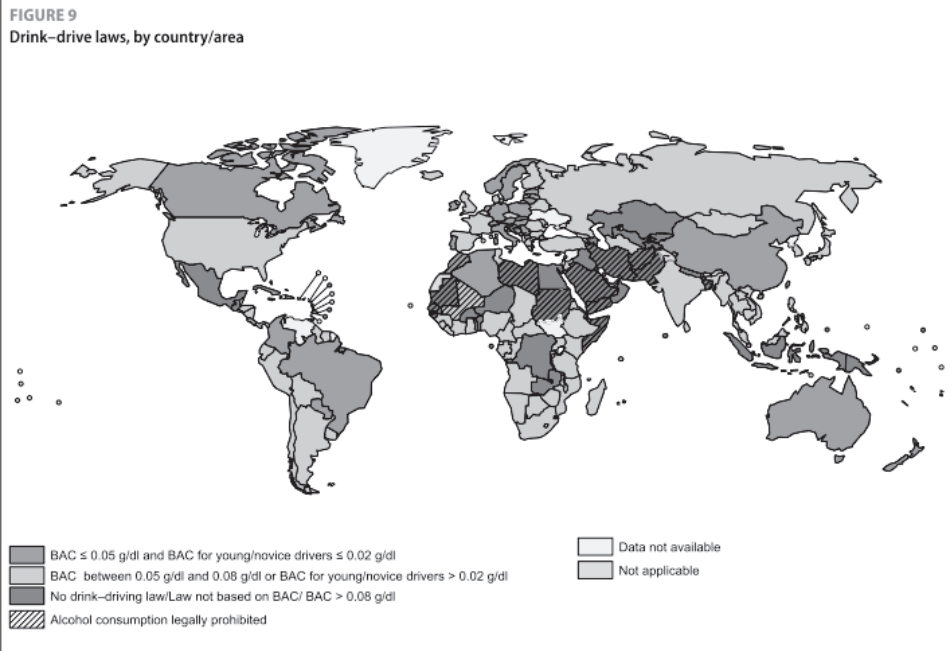 FIGURE 9
Drink–drive laws, by country/area
BAC ≤ 0.05 g/dl and BAC for young/novice drivers ≤ 0.02 g/dl
BAC between 0.05 g/dl and 0.08 g/dl or BAC for young/novice drivers > 0.02 g/dl
No drink–driving law/Law not based on BAC/ BAC > 0.08 g/dl
Alcohol consumption legally prohibited
Data not available
Not applicable